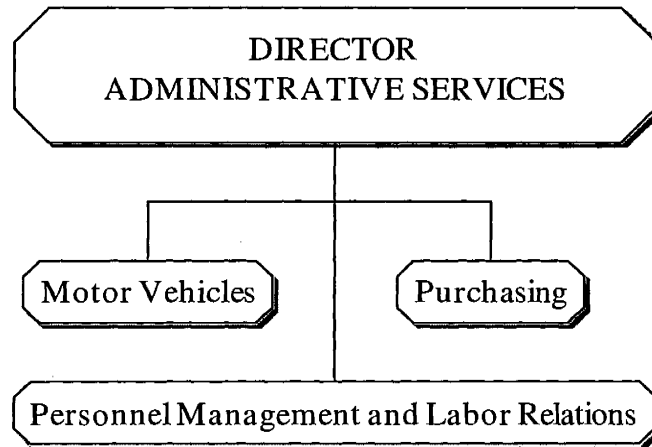 DIRECTOR
ADMINISTRATIVE SERVICES
Motor Vehicles
Purchasing
Personnel Management and Labor Relations